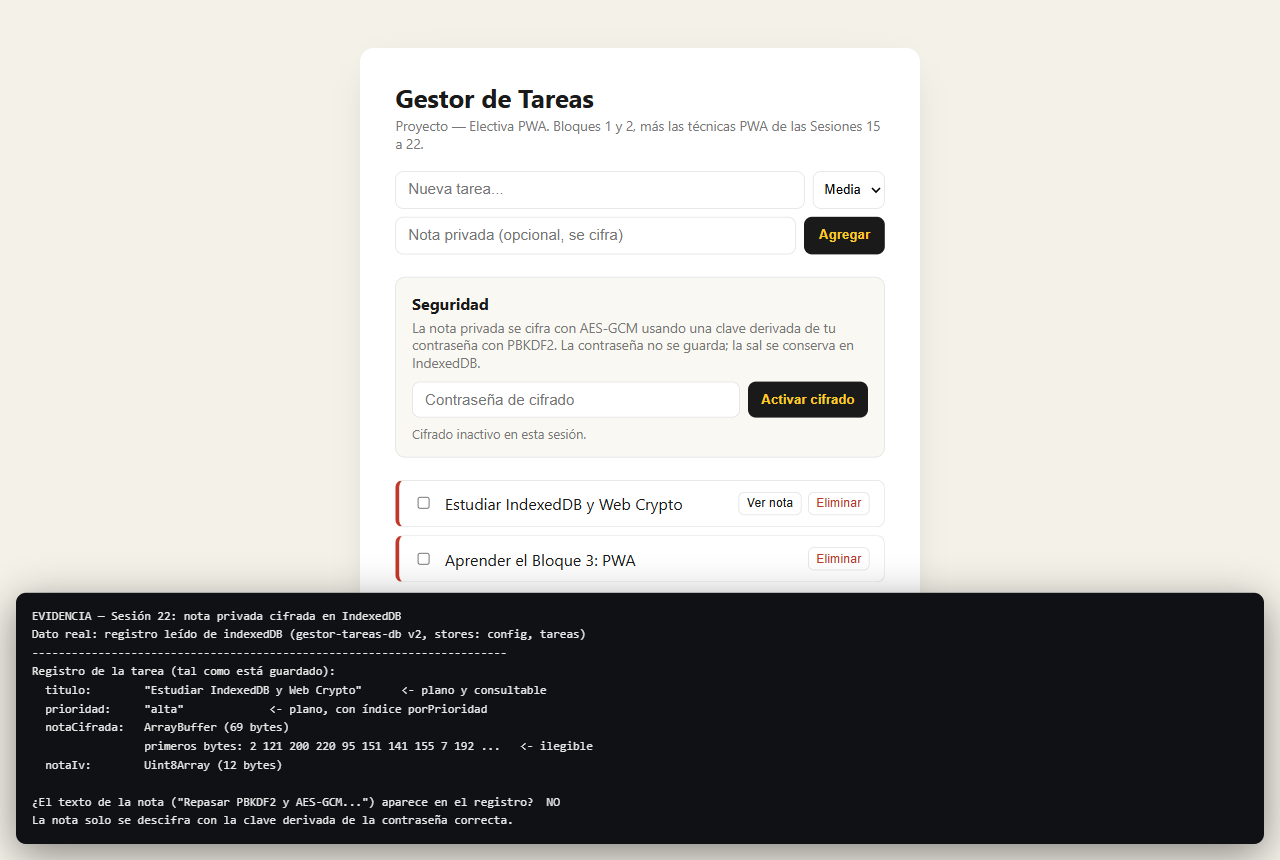 Gestor de Tareas
Proyecto — Electiva PWA. Bloques 1 y 2, más las técnicas PWA de las Sesiones 15
a 22.
Nueva tarea...
Media
Nota privada (opcional, se cifra)
Agregar
Seguridad
La nota privada se cifra con AES-GCM usando una clave derivada de tu
contraseña con PBKDF2. La contraseña no se guarda; la sal se conserva en
IndexedDB.
Contraseña de cifrado
Activar cifrado
Cifrado inactivo en esta sesión.
Estudiar IndexedDB y Web Crypto
Ver nota
Eliminar
Aprender el Bloque 3: PWA
Eliminar
EVIDENCIA — Sesión 22: nota privada cifrada en IndexedDB
Dato real: registro leído de indexedDB (gestor-tareas-db v2, stores: config, tareas)
------------------------------------------------------------------------
Registro de la tarea (tal como está guardado):
titulo: "Estudiar IndexedDB y Web Crypto" <- plano y consultable
prioridad: "alta" <- plano, con índice porPrioridad
notaCifrada: ArrayBuffer (69 bytes)
primeros bytes: 2 121 200 220 95 151 141 155 7 192 ... <- ilegible
notaIv: Uint8Array (12 bytes)
¿El texto de la nota ("Repasar PBKDF2 y AES-GCM...") aparece en el registro? NO
La nota solo se descifra con la clave derivada de la contraseña correcta.